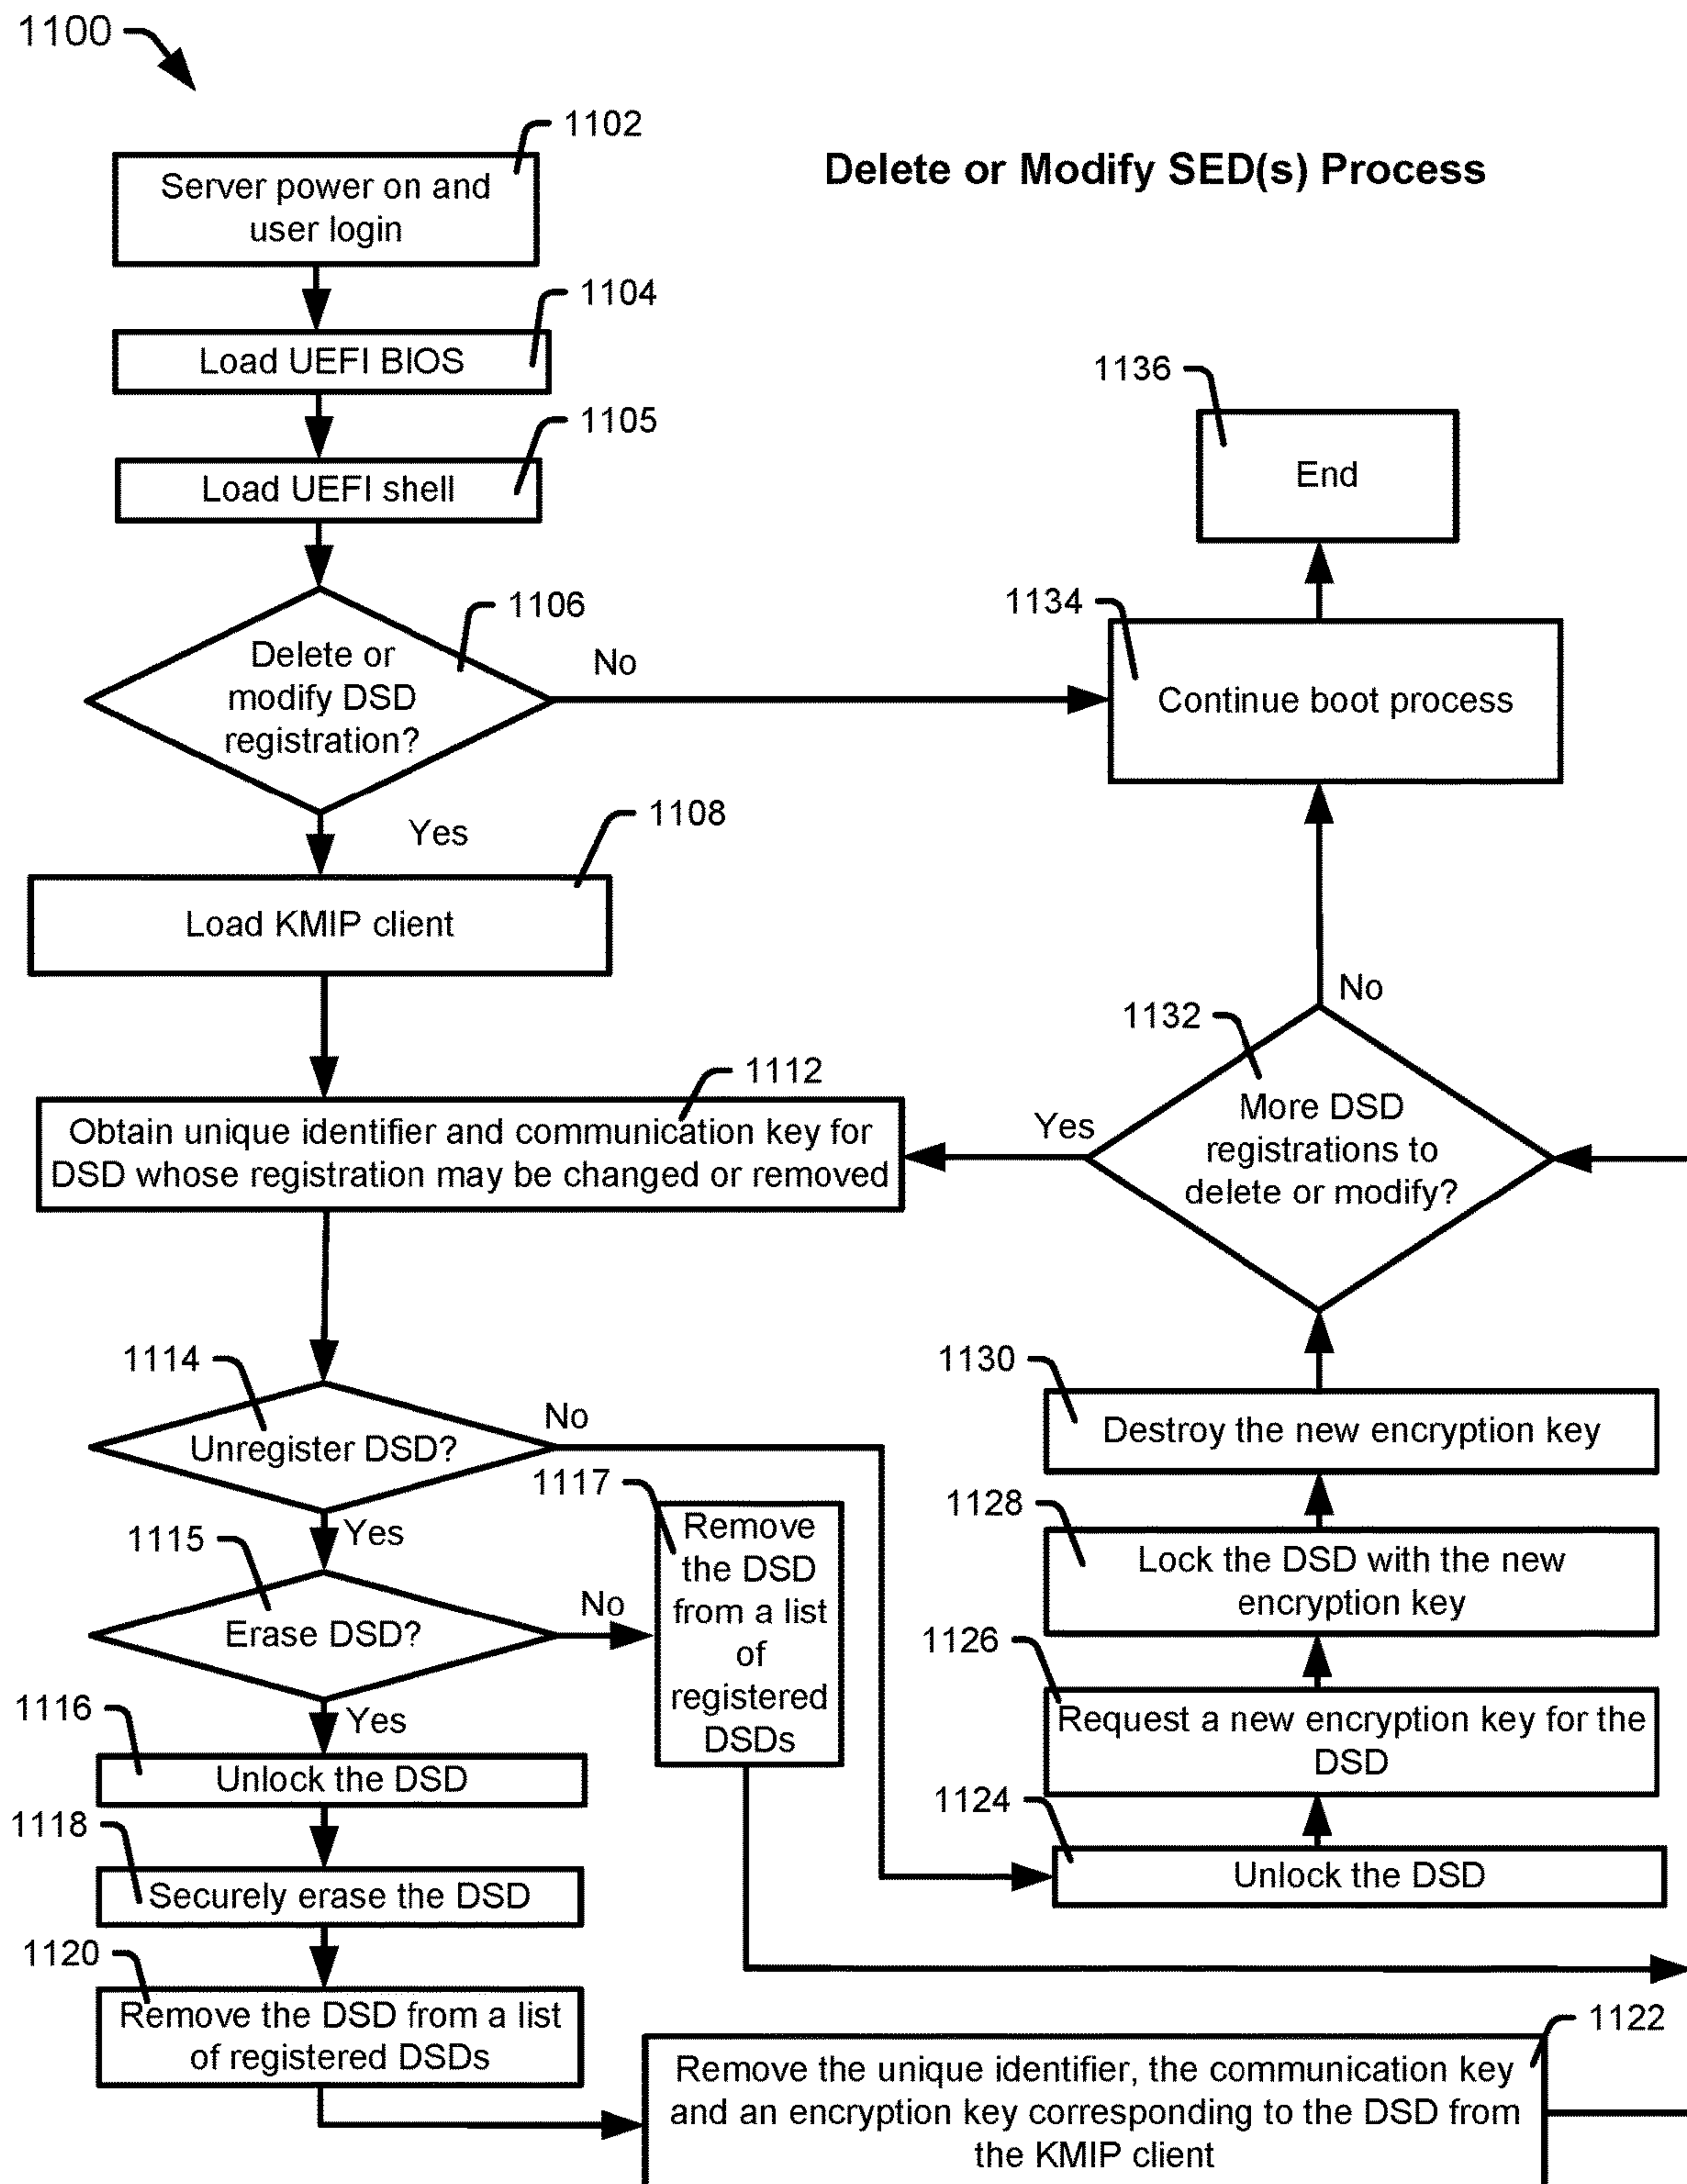 1100
1102
Server power on and
user login
Delete or Modify SED(s) Process
1104
Load UEFI BIOS
1105
Load UEFI shell
1106
Delete or
modify DSD
registration?
No
Yes
1108
Load KMIP client
1112
Obtain unique identifier and communication key for
DSD whose registration may be changed or removed
1114
Unregister DSD?
No
Yes
1115
Erase DSD?
No
Yes
1117
Remove
the DSD
from a list
of
registered
DSDs
1116
Unlock the DSD
1118
Securely erase the DSD
1120
Remove the DSD from a list
of registered DSDs
1122
Remove the unique identifier, the communication key
and an encryption key corresponding to the DSD from
the KMIP client
1136
End
1134
Continue boot process
No
1132
More DSD
registrations to
delete or modify?
Yes
1130
Destroy the new encryption key
1128
Lock the DSD with the new
encryption key
1126
Request a new encryption key for the
DSD
1124
Unlock the DSD